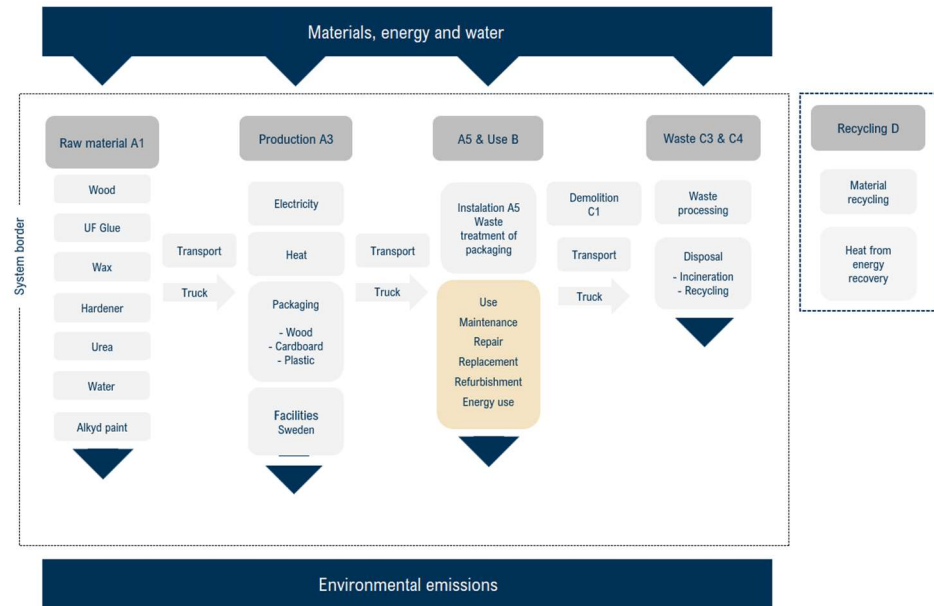 Materials, energy and water
System border
Raw material A1
Wood
UF Glue
Wax
Hardener
Urea
Water
Alkyd paint
Transport
Truck
Production A3
Electricity
Heat
Packaging
- Wood
- Cardboard
- Plastic
Facilities
Sweden
Transport
Truck
A5 & Use B
Instalation A5
Waste
treatment of
packaging
Use
Maintenance
Repair
Replacement
Refurbishment
Energy use
Demolition
C1
Transport
Truck
Waste C3 & C4
Waste
processing
Disposal
- Incineration
- Recycling
Recycling D
Material
recycling
Heat from
energy
recovery
Environmental emissions